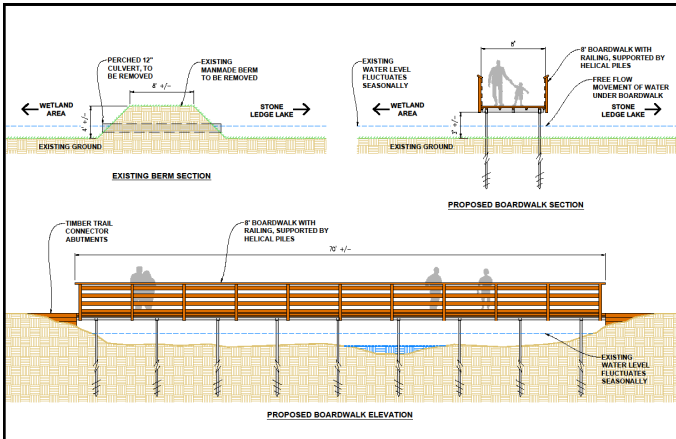 PERCHED 12"
CULVERT, TO
BE REMOVED
EXISTING
MANMADE BERM
TO BE REMOVED
8' +/-
WETLAND
AREA
4' +/-
STONE
LEDGE LAKE
EXISTING GROUND
EXISTING BERM SECTION
EXISTING
WATER LEVEL
FLUCTUATES
SEASONALLY
8'
8' BOARDWALK WITH
RAILING, SUPPORTED BY
HELICAL PILES
FREE FLOW
MOVEMENT OF WATER
UNDER BOARDWALK
WETLAND
AREA
3' +/-
STONE
LEDGE LAKE
EXISTING GROUND
EXISTING GROUND
PROPOSED BOARDWALK SECTION
TIMBER TRAIL
CONNECTOR
ABUTMENTS
8' BOARDWALK WITH
RAILING, SUPPORTED BY
HELICAL PILES
70' +/-
EXISTING
WATER LEVEL
FLUCTUATES
SEASONALLY
PROPOSED BOARDWALK ELEVATION